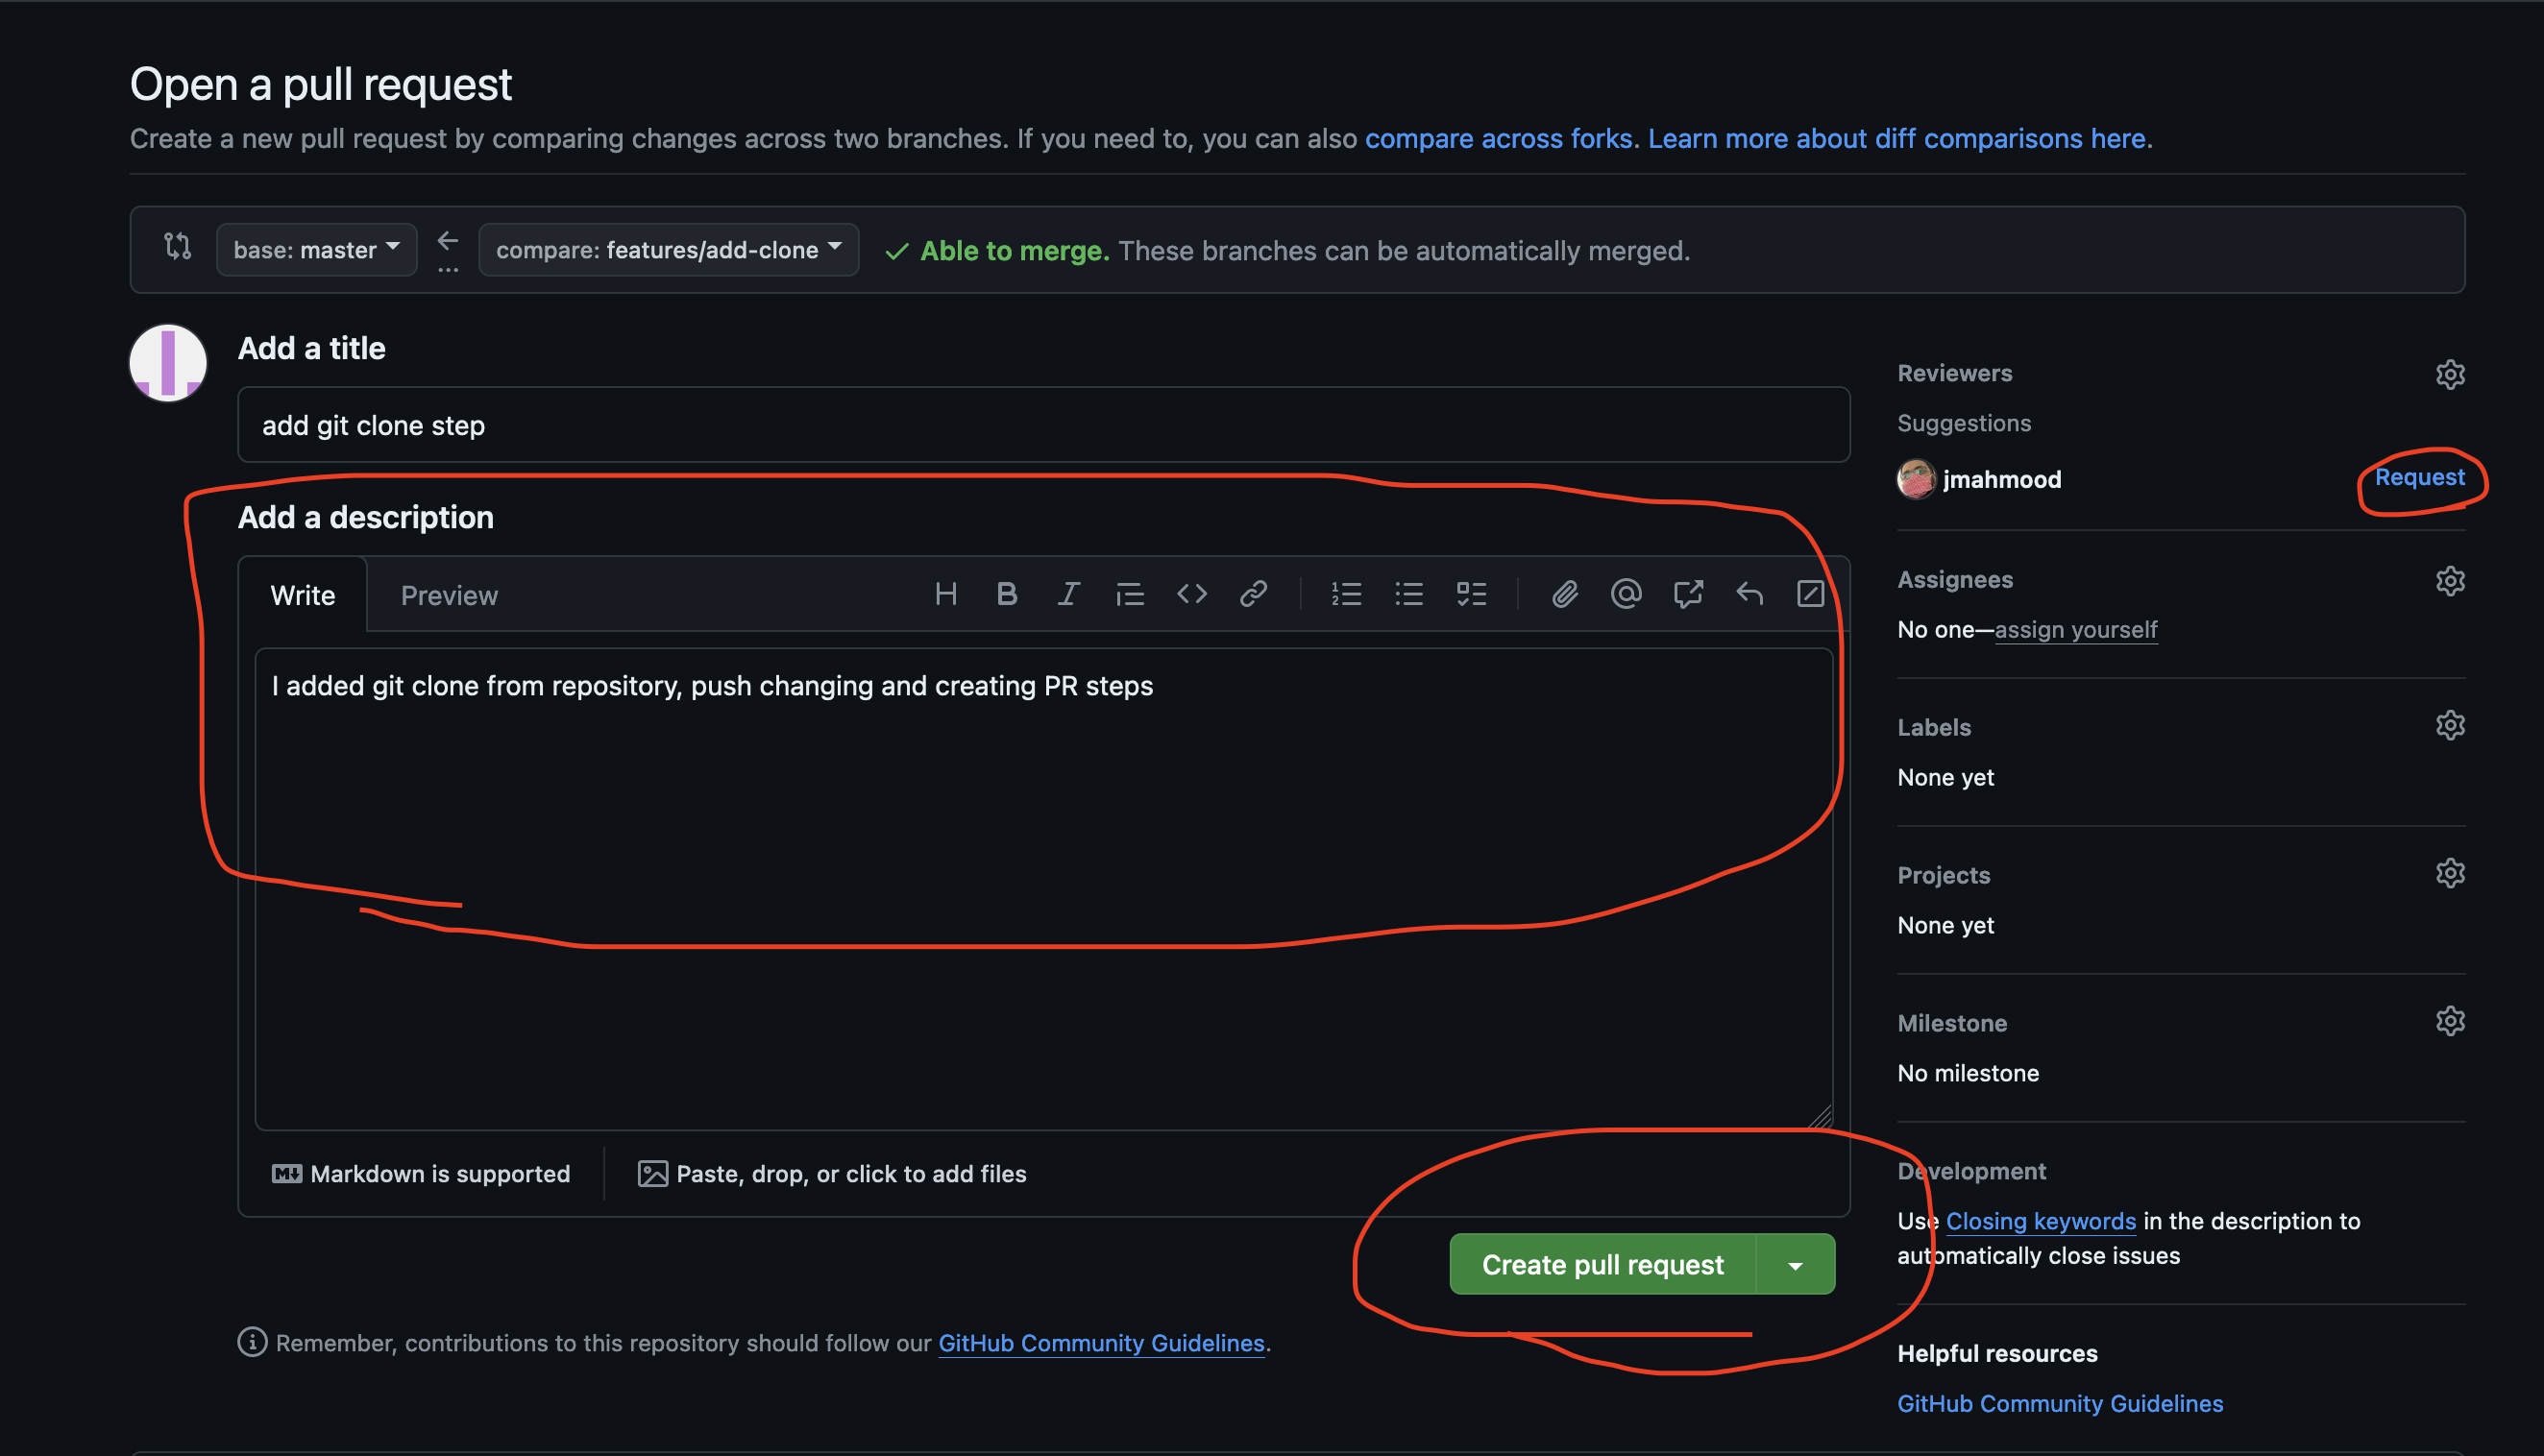 Open a pull request
Create a new pull request by comparing changes across two branches. If you need to, you can also compare across forks. Learn more about diff comparisons here.
base: master
compare: features/add-clone
Able to merge. These branches can be automatically merged.
Add a title
add git clone step
Add a description
Write
Preview
I added git clone from repository, push changing and creating PR steps
Markdown is supported
Paste, drop, or click to add files
Create pull request
Remember, contributions to this repository should follow our GitHub Community Guidelines.
Reviewers
Suggestions
jmahmood
Request
Assignees
No one—assign yourself
Labels
None yet
Projects
None yet
Milestone
No milestone
Development
Use Closing keywords in the description to
automatically close issues
Helpful resources
GitHub Community Guidelines